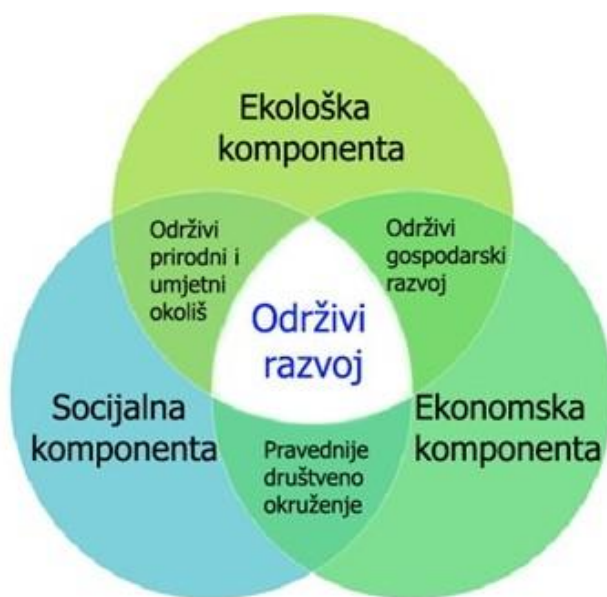 Ekološka
komponenta
Održivi
prirodni i
umjetni
okoliš
Održivi
gospodarski
razvoj
Održivi
razvoj
Socijalna
komponenta
Ekonomska
komponenta
Pravednije
društveno
okruženje